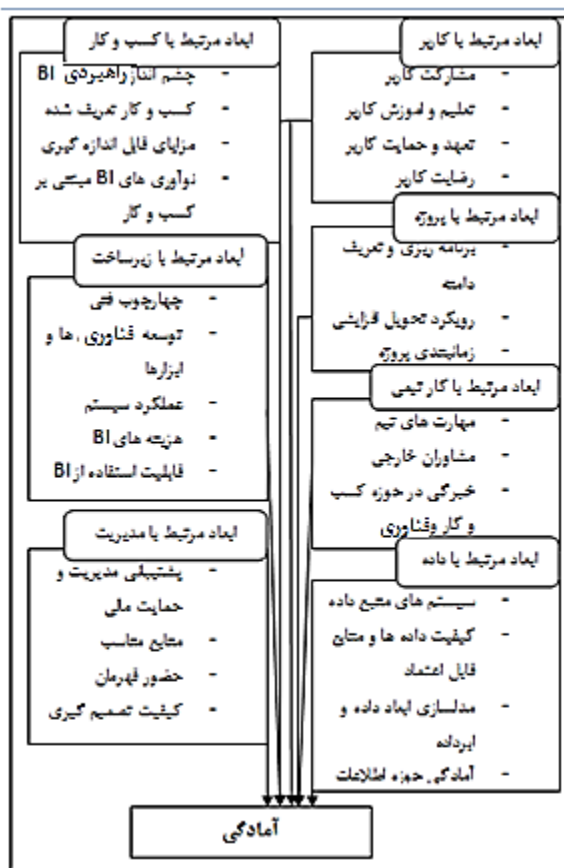 ابعاد مرتبط با کاربر
- مشارکت کاربر
- تعلیم و آموزش کاربر
- تعهد و حمایت کاربر
- رضایت کاربر
ابعاد مرتبط با کسب و کار
- چشم انداز راهبردی BI
- کسب و کار تعریف شده
- مزایای قابل اندازه گیری
- نوآوری های BI مبتنی بر
کسب و کار
ابعاد مرتبط با پروژه
- برنامه ریزی و تعریف
دامنه
- رویکرد تحویل افزایشی
زمانبندی پروژه
ابعاد مرتبط با زیرساخت
- چهارچوب فنی
- توسعه فناوری ها و
ابزارها
- عملکرد سیستم
- هزینه های BI
- قابلیت استفاده از BI
ابعاد مرتبط با کار تیمی
- مهارت های تیم
- مشاوران خارجی
- خبرگی در حوزه کسب
و کار وفناوری
ابعاد مرتبط با مدیریت
- پشتیبانی مدیریت و
حمایت مالی
- منابع مناسب
- حضور قهرمان
- کیفیت تصمیم گیری
ابعاد مرتبط با داده
- سیستم های منبع داده
- کیفیت داده ها و منابع
قابل اعتماد
- مدلسازی ابعاد داده و
ابرداده
- آمادگی حوزه اطلاعات
آمادگی